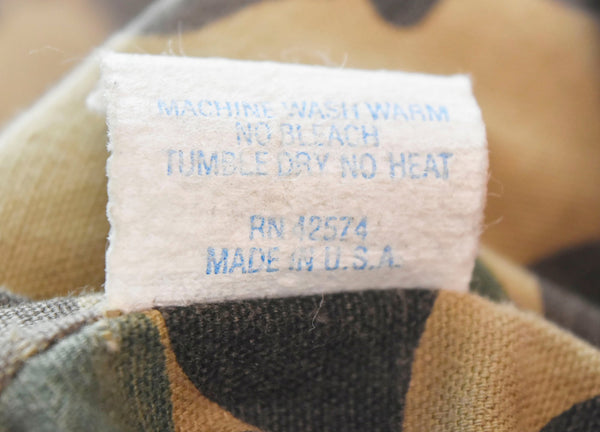 MACHINE WASH WARM
NO BLEACH
TUMBLE DRY NO HEAT
RN 42574
MADE IN U.S.A.